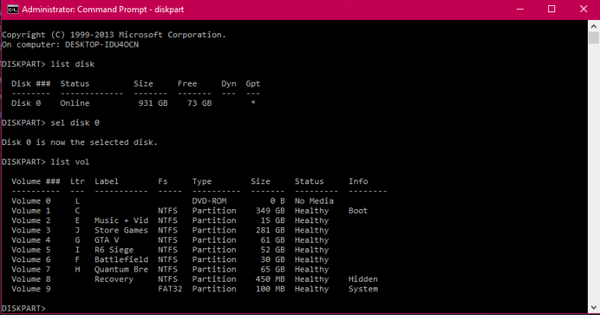 Administrator: Command Prompt - diskpart
Copyright (C) 1999-2013 Microsoft Corporation.
On computer: DESKTOP-IDU4OCN
DISKPART> list disk
Disk ### Status Size Free Dyn Gpt
-------- ------------- ------- ------- --- ---
Disk 0 Online 931 GB 73 GB *
DISKPART> sel disk 0
Disk 0 is now the selected disk.
DISKPART> list vol
Volume ### Ltr Label Fs Type Size Status Info
---------- --- ----------- ----- ---------- ------- --------- --------
Volume 0 L DVD-ROM 0 B No Media
Volume 1 C NTFS Partition 349 GB Healthy Boot
Volume 2 E Music + Vid NTFS Partition 15 GB Healthy
Volume 3 J Store Games NTFS Partition 281 GB Healthy
Volume 4 G GTA V NTFS Partition 61 GB Healthy
Volume 5 I R6 Siege NTFS Partition 52 GB Healthy
Volume 6 F Battlefield NTFS Partition 30 GB Healthy
Volume 7 H Quantum Bre NTFS Partition 65 GB Healthy
Volume 8 Recovery NTFS Partition 450 MB Healthy Hidden
Volume 9 FAT32 Partition 100 MB Healthy System
DISKPART>